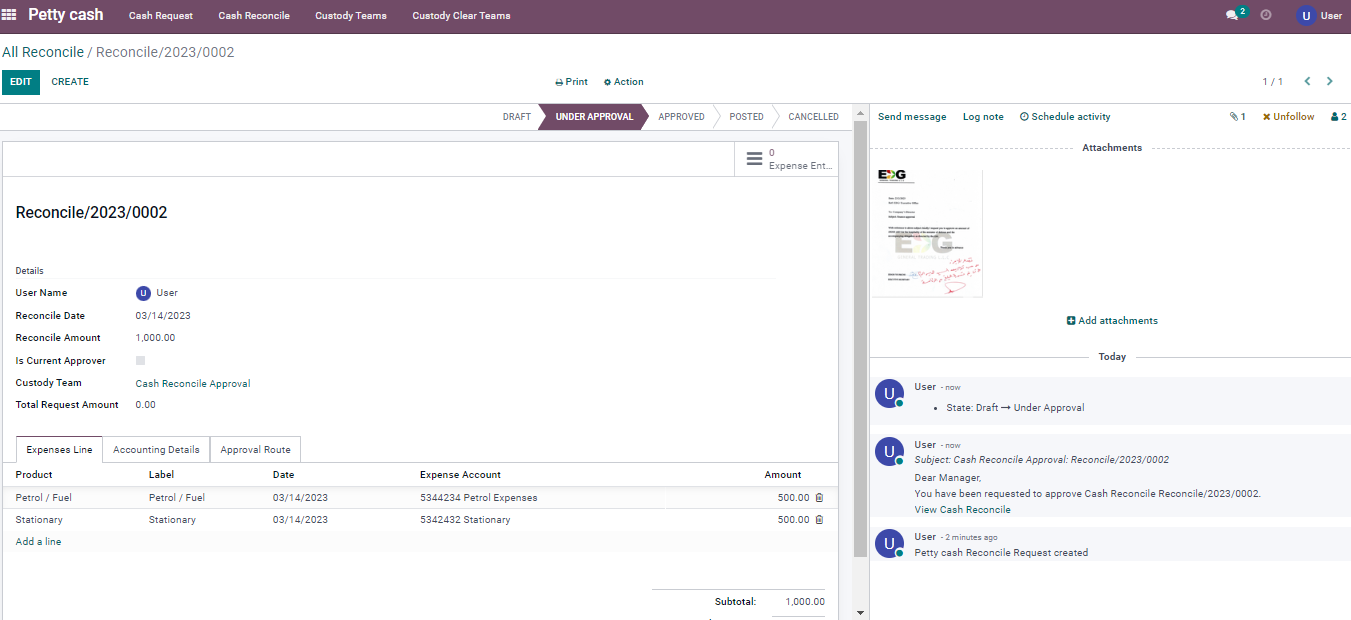 Petty cash Cash Request Cash Reconcile Custody Teams Custody Clear Teams 2 U User
All Reconcile / Reconcile/2023/0002
EDIT CREATE Print Action 1 / 1
DRAFT UNDER APPROVAL APPROVED POSTED CANCELLED
0
Expense Ent...
Reconcile/2023/0002
Details
User Name U User
Reconcile Date 03/14/2023
Reconcile Amount 1,000.00
Is Current Approver
Custody Team Cash Reconcile Approval
Total Request Amount 0.00
Expenses Line Accounting Details Approval Route
Product Label Date Expense Account Amount
Petrol / Fuel Petrol / Fuel 03/14/2023 5344234 Petrol Expenses 500.00
Stationary Stationary 03/14/2023 5342432 Stationary 500.00
Add a line
Subtotal: 1,000.00
Send message Log note Schedule activity 1 Unfollow 2
Attachments
Add attachments
Today
U User - now
• State: Draft → Under Approval
U User - now
Subject: Cash Reconcile Approval: Reconcile/2023/0002
Dear Manager,
You have been requested to approve Cash Reconcile Reconcile/2023/0002.
View Cash Reconcile
U User - 2 minutes ago
Petty cash Reconcile Request created